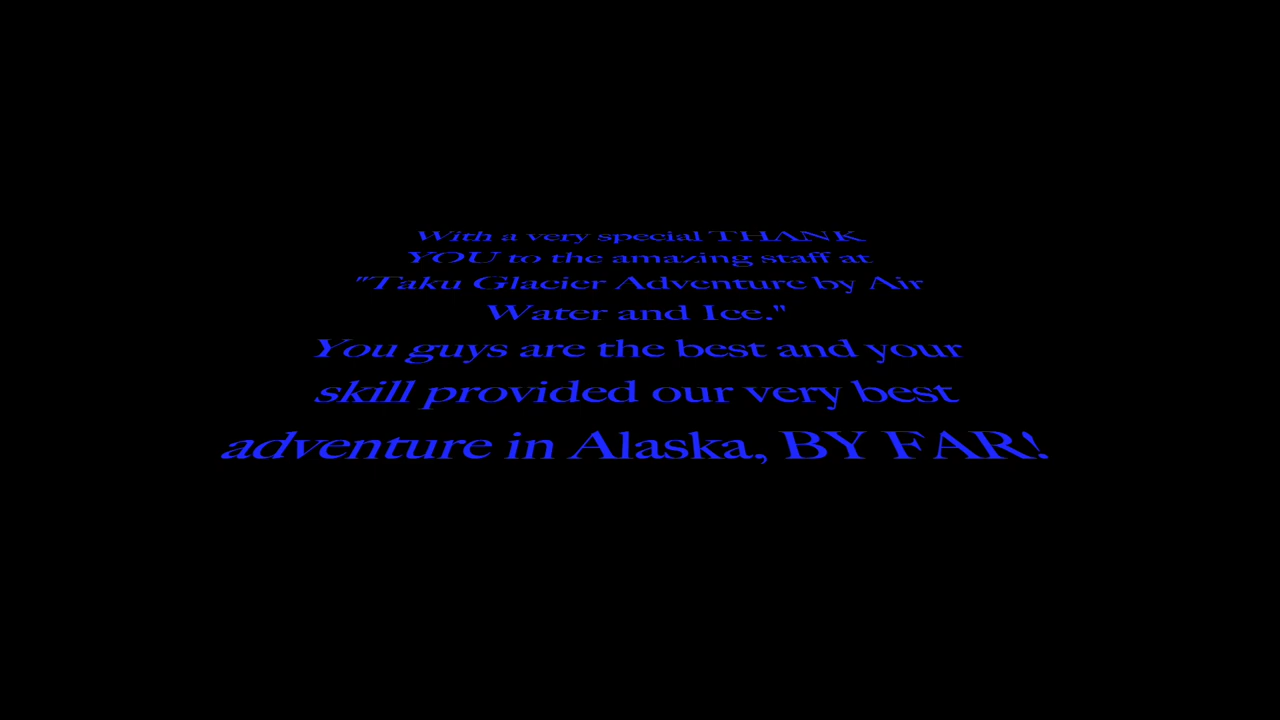 With a very special THANK
YOU to the amazing staff at
"Taku Glacier Adventure by Air
Water and Ice."
You guys are the best and your
skill provided our very best
adventure in Alaska, BY FAR!